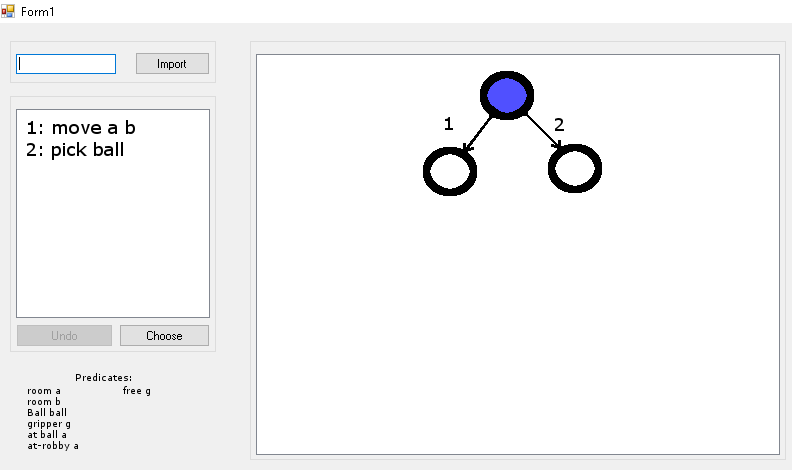 Form1
Import
1: move a b
2: pick ball
Undo
Choose
1
2
Predicates:
room a
room b
Ball ball
gripper g
at ball a
at-robby a
free g